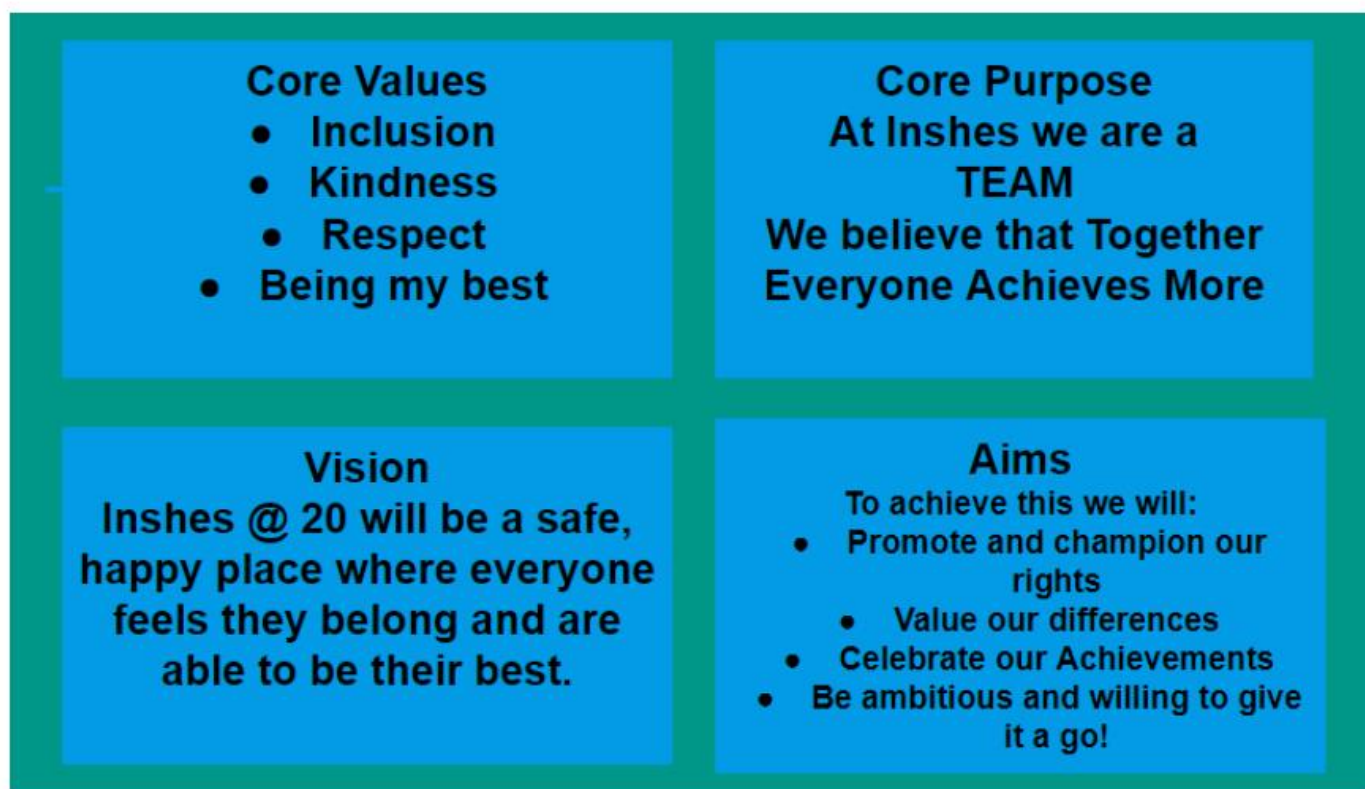 Core Values
● Inclusion
● Kindness
● Respect
● Being my best
Core Purpose
At Inshes we are a
TEAM
We believe that Together
Everyone Achieves More
Vision
Inshes @ 20 will be a safe,
happy place where everyone
feels they belong and are
able to be their best.
Aims
To achieve this we will:
● Promote and champion our
rights
● Value our differences
● Celebrate our Achievements
● Be ambitious and willing to give
it a go!